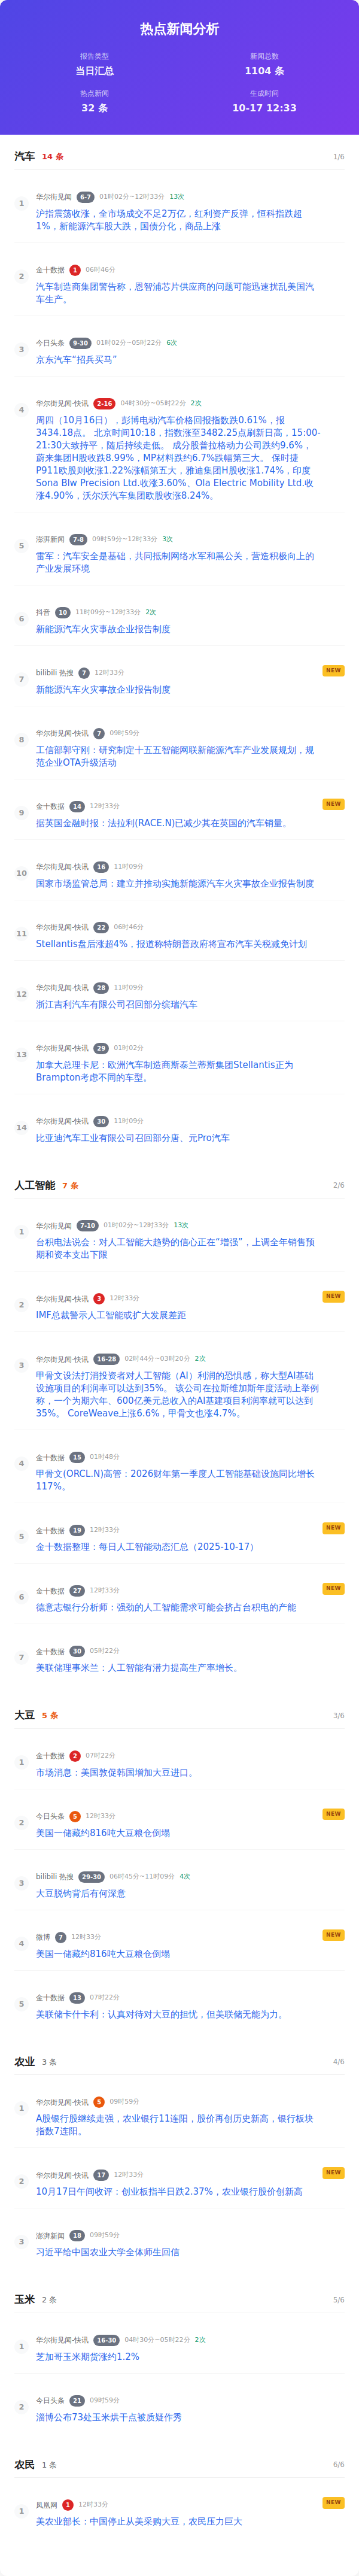 热点新闻分析
报告类型
当日汇总
新闻总数
1104 条
热点新闻
32 条
生成时间
10-17 12:33
汽车 14 条 1/6
1
华尔街见闻 6-7 01时02分~12时33分 13次
沪指震荡收涨，全市场成交不足2万亿，红利资产反弹，恒科指跌超
1%，新能源汽车股大跌，国债分化，商品上涨
2
金十数据 1 06时46分
汽车制造商集团警告称，恩智浦芯片供应商的问题可能迅速扰乱美国汽
车生产。
3
今日头条 9-30 01时02分~05时22分 6次
京东汽车“招兵买马”
4
华尔街见闻-快讯 2-16 04时30分~05时22分 2次
周四（10月16日），彭博电动汽车价格回报指数跌0.61%，报
3434.18点。 北京时间10:18，指数涨至3482.25点刷新日高，15:00-
21:30大致持平，随后持续走低。 成分股普拉格动力公司跌约9.6%，
蔚来集团H股收跌8.99%，MP材料跌约6.7%跌幅第三大。 保时捷
P911欧股则收涨1.22%涨幅第五大，雅迪集团H股收涨1.74%，印度
Sona Blw Precision Ltd.收涨3.60%、Ola Electric Mobility Ltd.收
涨4.90%，沃尔沃汽车集团欧股收涨8.24%。
5
澎湃新闻 7-8 09时59分~12时33分 3次
雷军：汽车安全是基础，共同抵制网络水军和黑公关，营造积极向上的
产业发展环境
6
抖音 10 11时09分~12时33分 2次
新能源汽车火灾事故企业报告制度
7
bilibili 热搜 7 12时33分 NEW
新能源汽车火灾事故企业报告制度
8
华尔街见闻-快讯 7 09时59分
工信部郭守刚：研究制定十五五智能网联新能源汽车产业发展规划，规
范企业OTA升级活动
9
金十数据 14 12时33分 NEW
据英国金融时报：法拉利(RACE.N)已减少其在英国的汽车销量。
10
华尔街见闻-快讯 16 11时09分
国家市场监管总局：建立并推动实施新能源汽车火灾事故企业报告制度
11
华尔街见闻-快讯 22 06时46分
Stellantis盘后涨超4%，报道称特朗普政府将宣布汽车关税减免计划
12
华尔街见闻-快讯 28 11时09分
浙江吉利汽车有限公司召回部分缤瑞汽车
13
华尔街见闻-快讯 29 01时02分
加拿大总理卡尼：欧洲汽车制造商斯泰兰蒂斯集团Stellantis正为
Brampton考虑不同的车型。
14
华尔街见闻-快讯 30 11时09分
比亚迪汽车工业有限公司召回部分唐、元Pro汽车
人工智能 7 条 2/6
1
华尔街见闻 7-10 01时02分~12时33分 13次
台积电法说会：对人工智能大趋势的信心正在“增强”，上调全年销售预
期和资本支出下限
2
华尔街见闻-快讯 3 12时33分 NEW
IMF总裁警示人工智能或扩大发展差距
3
华尔街见闻-快讯 16-28 02时44分~03时20分 2次
甲骨文设法打消投资者对人工智能（AI）利润的恐惧感，称大型AI基础
设施项目的利润率可以达到35%。 该公司在拉斯维加斯年度活动上举例
称，一个为期六年、600亿美元总收入的AI基建项目利润率就可以达到
35%。 CoreWeave上涨6.6%，甲骨文也涨4.7%。
4
金十数据 15 01时48分
甲骨文(ORCL.N)高管：2026财年第一季度人工智能基础设施同比增长
117%。
5
金十数据 19 12时33分 NEW
金十数据整理：每日人工智能动态汇总（2025-10-17）
6
金十数据 27 12时33分 NEW
德意志银行分析师：强劲的人工智能需求可能会挤占台积电的产能
7
金十数据 30 05时22分
美联储理事米兰：人工智能有潜力提高生产率增长。
大豆 5 条 3/6
1
金十数据 2 07时22分
市场消息：美国敦促韩国增加大豆进口。
2
今日头条 5 12时33分 NEW
美国一储藏约816吨大豆粮仓倒塌
3
bilibili 热搜 29-30 06时45分~11时09分 4次
大豆脱钩背后有何深意
4
微博 7 12时33分 NEW
美国一储藏约816吨大豆粮仓倒塌
5
金十数据 13 07时22分
美联储卡什卡利：认真对待对大豆的担忧，但美联储无能为力。
农业 3 条 4/6
1
华尔街见闻-快讯 5 09时59分
A股银行股继续走强，农业银行11连阳，股价再创历史新高，银行板块
指数7连阳。
2
华尔街见闻-快讯 17 12时33分 NEW
10月17日午间收评：创业板指半日跌2.37%，农业银行股价创新高
3
澎湃新闻 18 09时59分
习近平给中国农业大学全体师生回信
玉米 2 条 5/6
1
华尔街见闻-快讯 16-30 04时30分~05时22分 2次
芝加哥玉米期货涨约1.2%
2
今日头条 21 09时59分
淄博公布73处玉米烘干点被质疑作秀
农民 1 条 6/6
1
凤凰网 1 12时33分 NEW
美农业部长：中国停止从美采购大豆，农民压力巨大